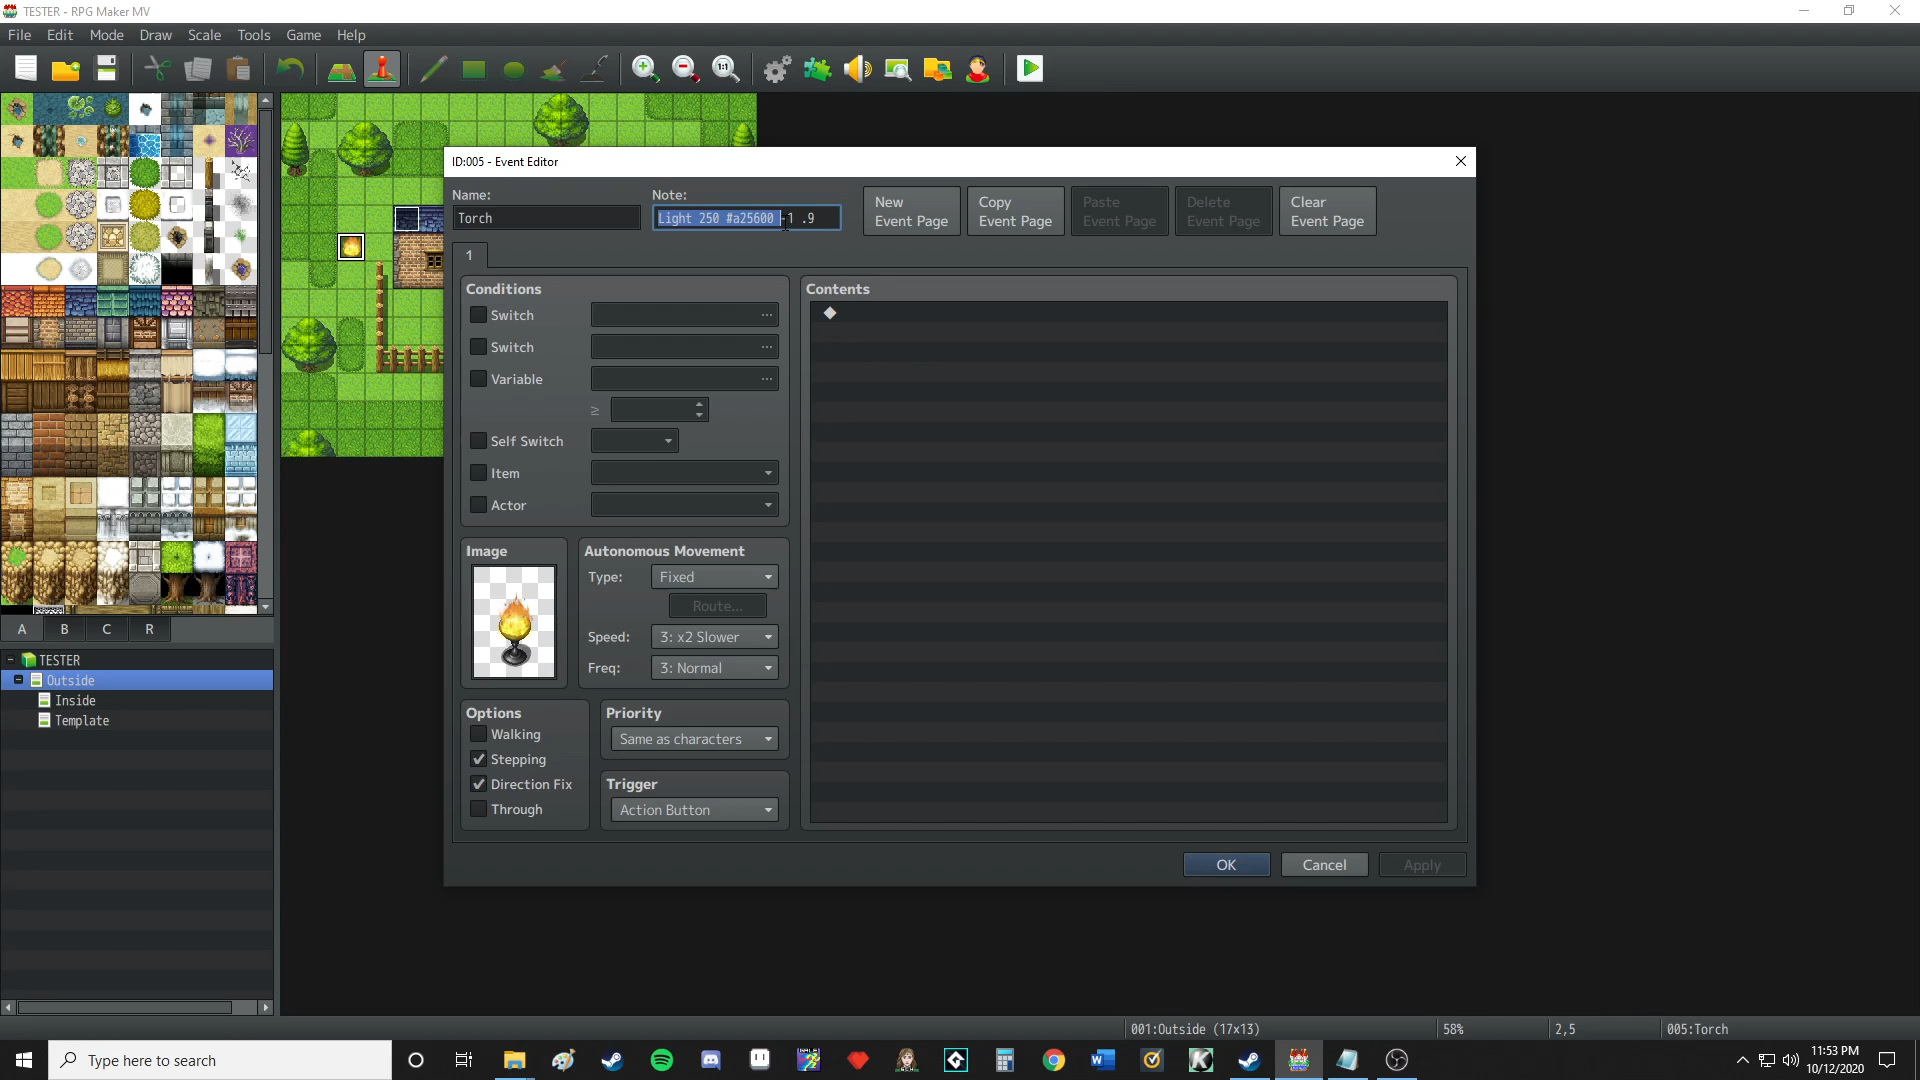 TESTER - RPG Maker MV
File Edit Mode Draw Scale Tools Game Help
1:1
ID:005 - Event Editor
Name:
Torch
Note:
Light 250 #a25600 -1 .9
New
Event Page
Copy
Event Page
Paste
Event Page
Delete
Event Page
Clear
Event Page
1
Conditions
Switch ...
Switch ...
Variable ...
≥
Self Switch
Item
Actor
Image
Autonomous Movement
Type: Fixed
Route...
Speed: 3: x2 Slower
Freq: 3: Normal
Options
Walking
Stepping
Direction Fix
Through
Priority
Same as characters
Trigger
Action Button
Contents
OK Cancel Apply
A B C R
TESTER
Outside
Inside
Template
001:Outside (17x13) 58% 2,5 005:Torch
Type here to search
11:53 PM
10/12/2020